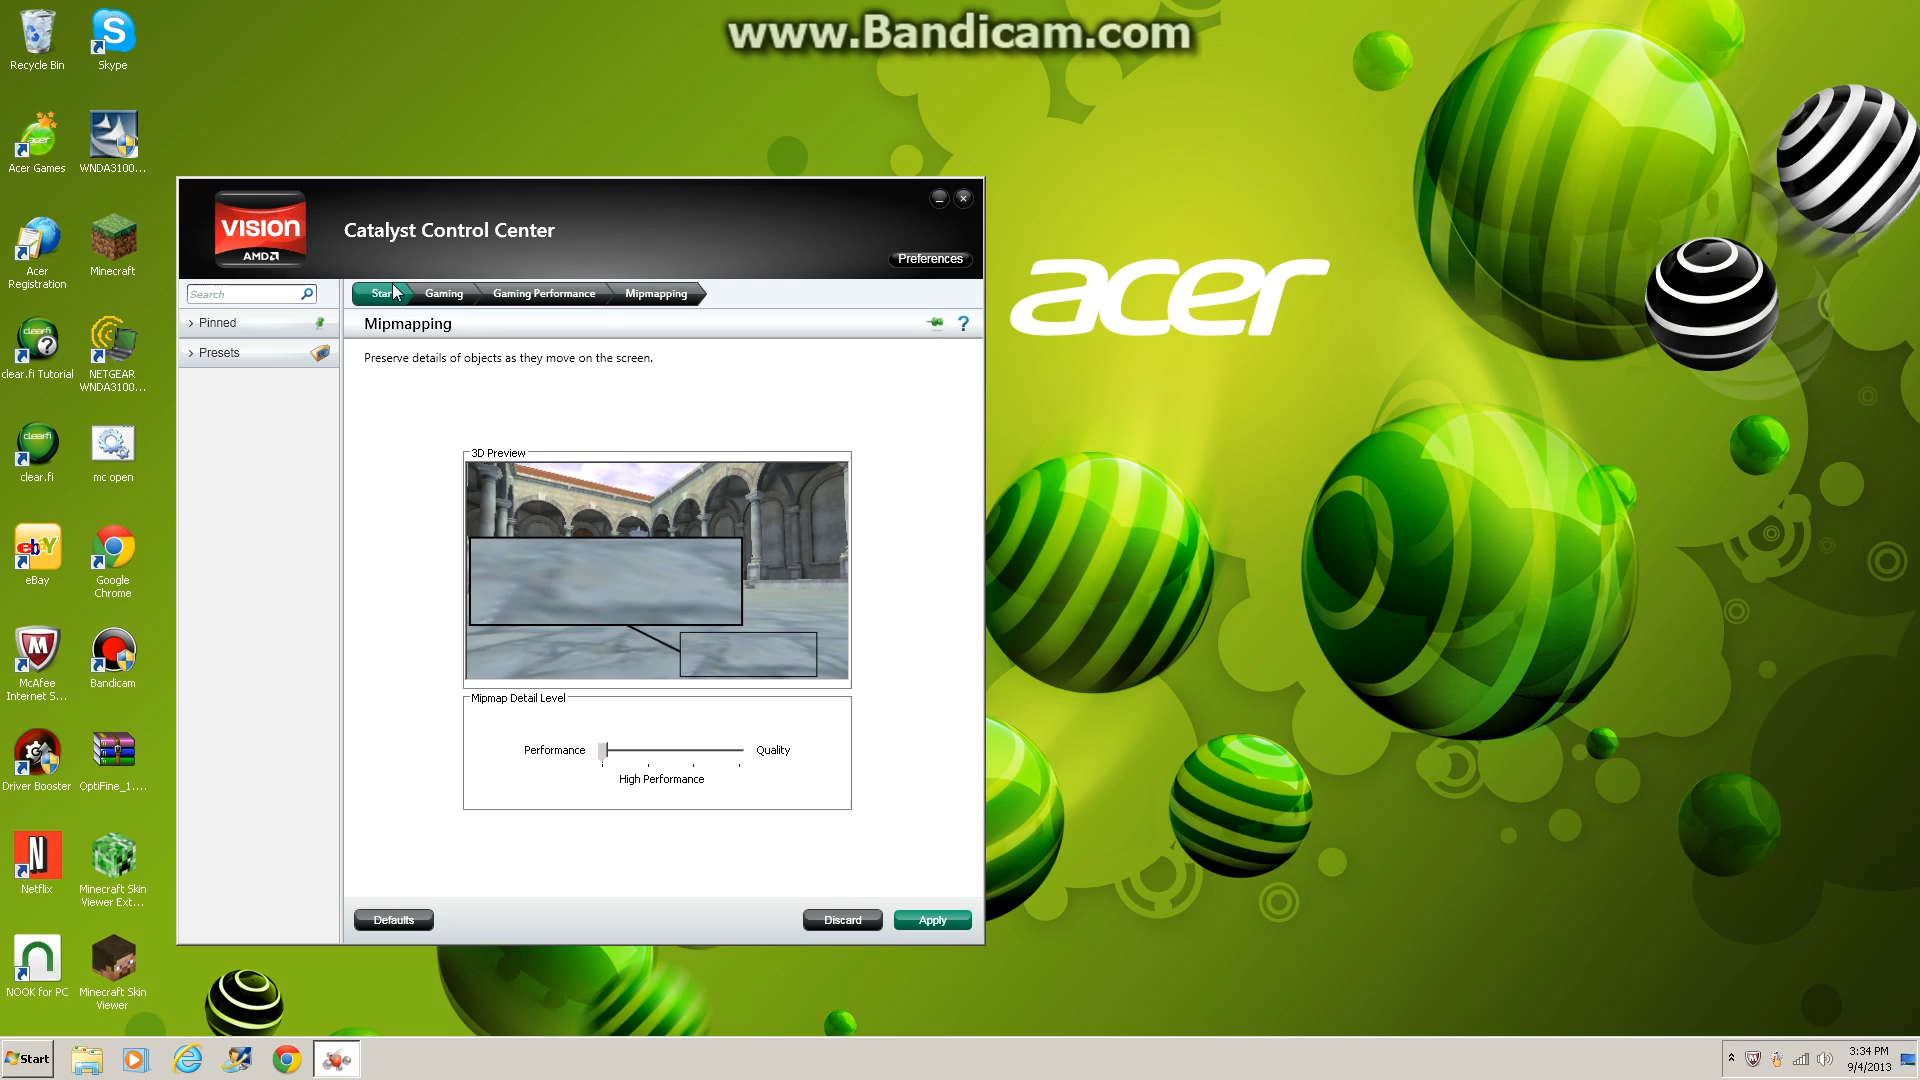 www.Bandicam.com
Recycle Bin
Skype
Acer Games
WNDA3100...
Acer
Registration
Minecraft
clear.fi Tutorial
NETGEAR
WNDA3100...
clear.fi
mc open
eBay
Google
Chrome
McAfee
Internet S...
Bandicam
Driver Booster
OptiFine_1....
Netflix
Minecraft Skin
Viewer Ext...
NOOK for PC
Minecraft Skin
Viewer
VISION
AMD
Catalyst Control Center
Preferences
Search
Start
Gaming
Gaming Performance
Mipmapping
Pinned
Presets
Mipmapping
?
Preserve details of objects as they move on the screen.
3D Preview
Mipmap Detail Level
Performance
Quality
High Performance
Defaults
Discard
Apply
acer
Start
3:34 PM
9/4/2013